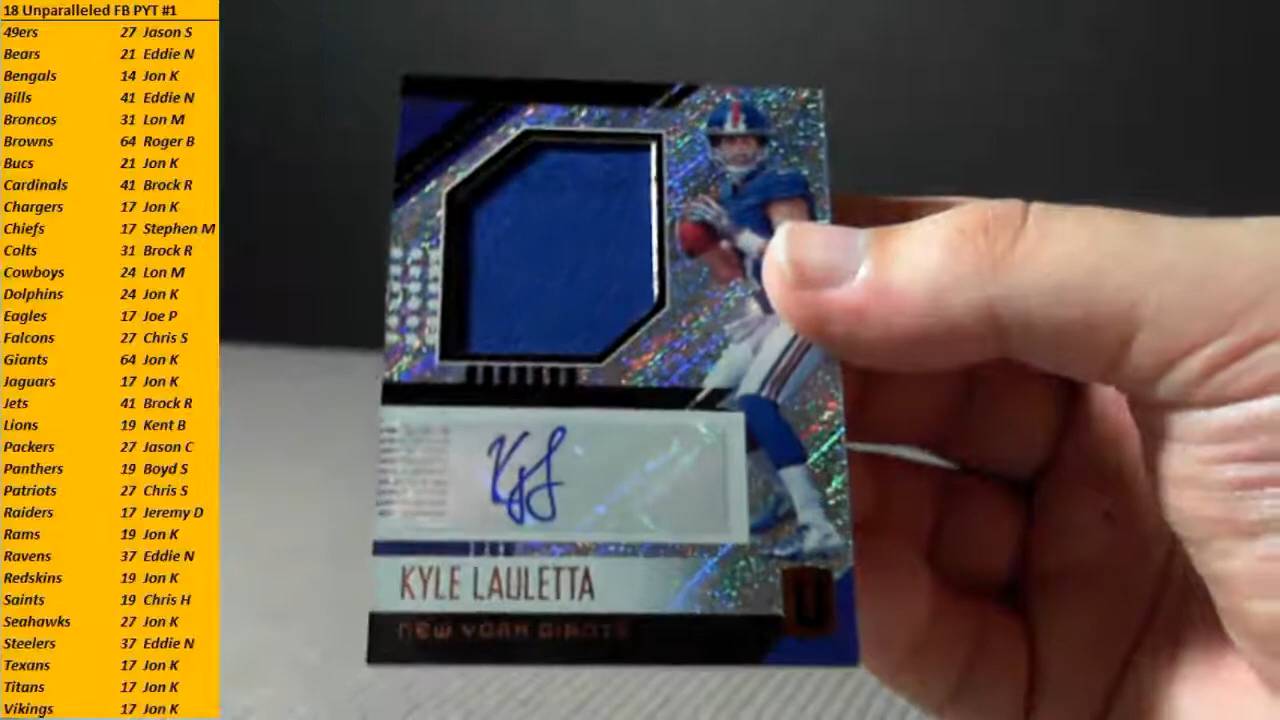 18 Unparalleled FB PYT #1
49ers 27 Jason S
Bears 21 Eddie N
Bengals 14 Jon K
Bills 41 Eddie N
Broncos 31 Lon M
Browns 64 Roger B
Bucs 21 Jon K
Cardinals 41 Brock R
Chargers 17 Jon K
Chiefs 17 Stephen M
Colts 31 Brock R
Cowboys 24 Lon M
Dolphins 24 Jon K
Eagles 17 Joe P
Falcons 27 Chris S
Giants 64 Jon K
Jaguars 17 Jon K
Jets 41 Brock R
Lions 19 Kent B
Packers 27 Jason C
Panthers 19 Boyd S
Patriots 27 Chris S
Raiders 17 Jeremy D
Rams 19 Jon K
Ravens 37 Eddie N
Redskins 19 Jon K
Saints 19 Chris H
Seahawks 27 Jon K
Steelers 37 Eddie N
Texans 17 Jon K
Titans 17 Jon K
Vikings 17 Jon K
KYLE LAULETTA
NEW YORK GIANTS
U